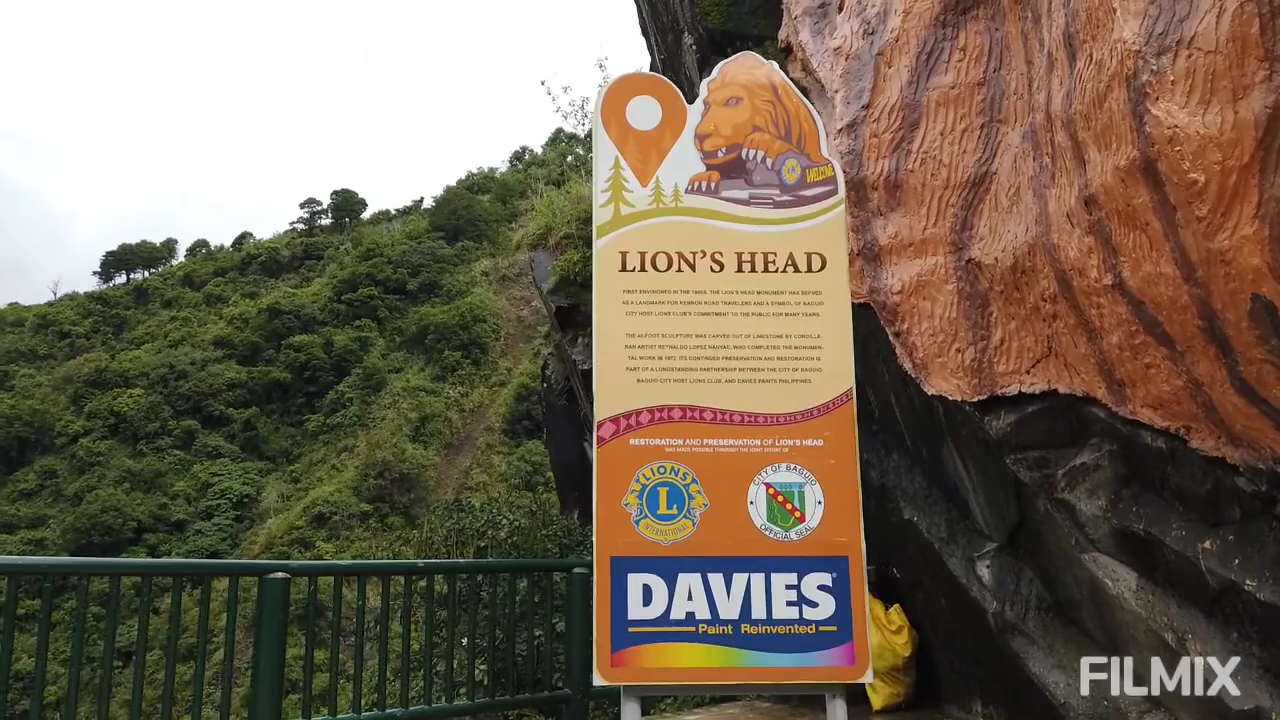 WELCOME
LION'S HEAD
FIRST ENVISIONED IN THE 1960S, THE LION'S HEAD MONUMENT HAS SERVED
AS A LANDMARK FOR KENNON ROAD TRAVELERS AND A SYMBOL OF BAGUIO
CITY HOST LIONS CLUB'S COMMITMENT TO THE PUBLIC FOR MANY YEARS.
THE 40-FOOT SCULPTURE WAS CARVED OUT OF LIMESTONE BY CORDILLE-
RAN ARTIST REYNALDO LOPEZ NANYAC, WHO COMPLETED THE MONUMEN-
TAL WORK IN 1972. ITS CONTINUED PRESERVATION AND RESTORATION IS
PART OF A LONGSTANDING PARTNERSHIP BETWEEN THE CITY OF BAGUIO,
BAGUIO CITY HOST LIONS CLUB, AND DAVIES PAINTS PHILIPPINES.
RESTORATION AND PRESERVATION OF LION'S HEAD
WAS MADE POSSIBLE THROUGH THE JOINT EFFORT OF
LIONS
L
INTERNATIONAL
CITY OF BAGUIO
OFFICIAL SEAL
DAVIES
Paint Reinvented
FILMIX